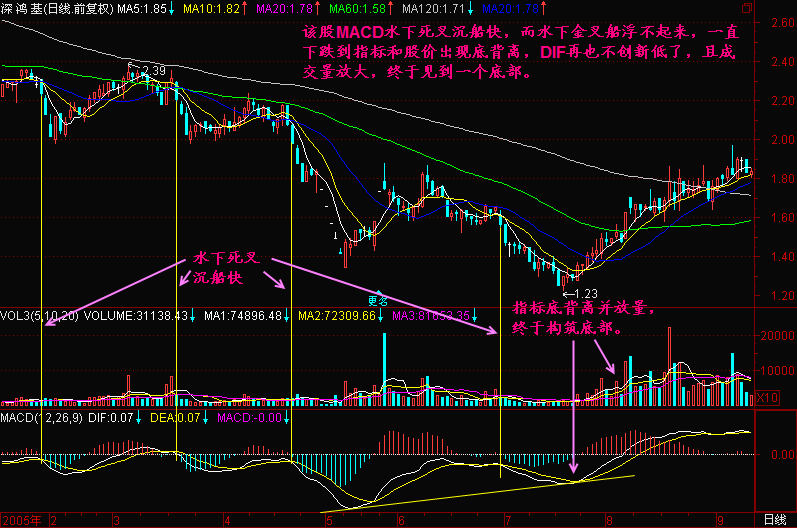 深鸿基(日线.前复权) MA5:1.85↓ MA10:1.82↑ MA20:1.78↑ MA60:1.58↑ MA120:1.71↓ MA20:1.78↑
该股MACD水下死叉沉船快，而水下金叉船浮不起来，一直
下跌到指标和股价出现底背离，DIF再也不创新低了，且成
交量放大，终于见到一个底部。
2.60
2.40
2.20
2.00
1.80
1.60
1.40
1.20
←2.39
水下死叉
沉船快
更名
←1.23
指标底背离并放量，
终于构筑底部。
VOL3(5,10,20) VOLUME:31138.43↓ MA1:74896.48↓ MA2:72309.66↓ MA3:81053.35↓
20000
10000
X10
MACD(12,26,9) DIF:0.07↓ DEA:0.07↓ MACD:-0.00↓
0.00
2005年 2 3 4 5 6 7 8 9 日线